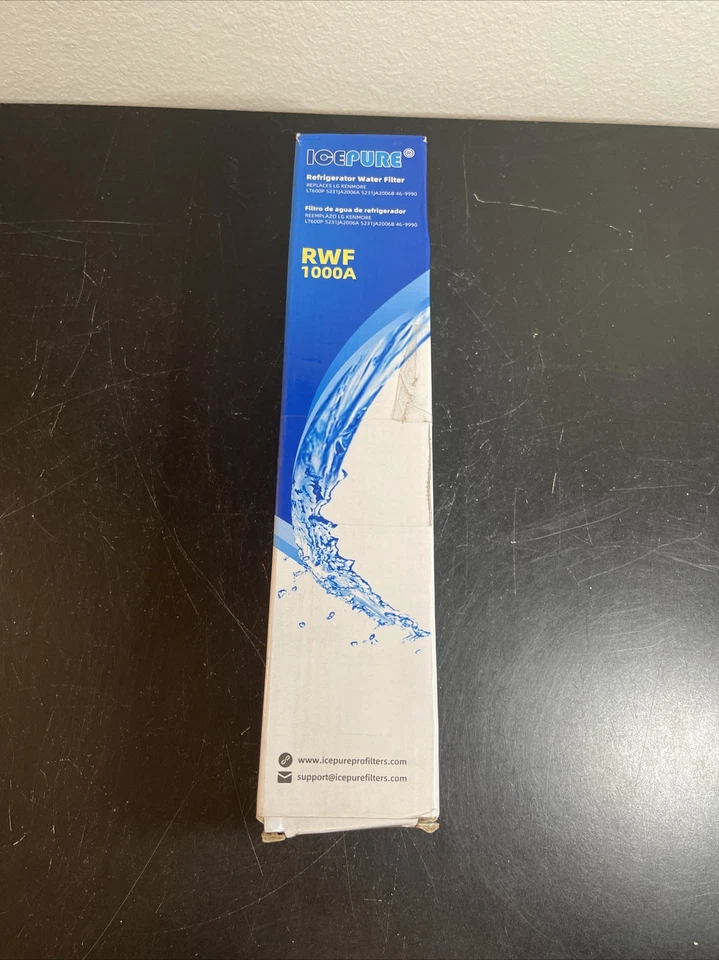 ICEPURE®
Refrigerator Water Filter
REPLACES LG KENMORE
LT600P 5231JA2006A 5231JA2006B 46-9990
Filtro de agua de refrigerador
REEMPLAZO LG KENMORE
LT600P 5231JA2006A 5231JA2006B 46-9990
RWF
1000A
www.icepureprofilters.com
support@icepurefilters.com